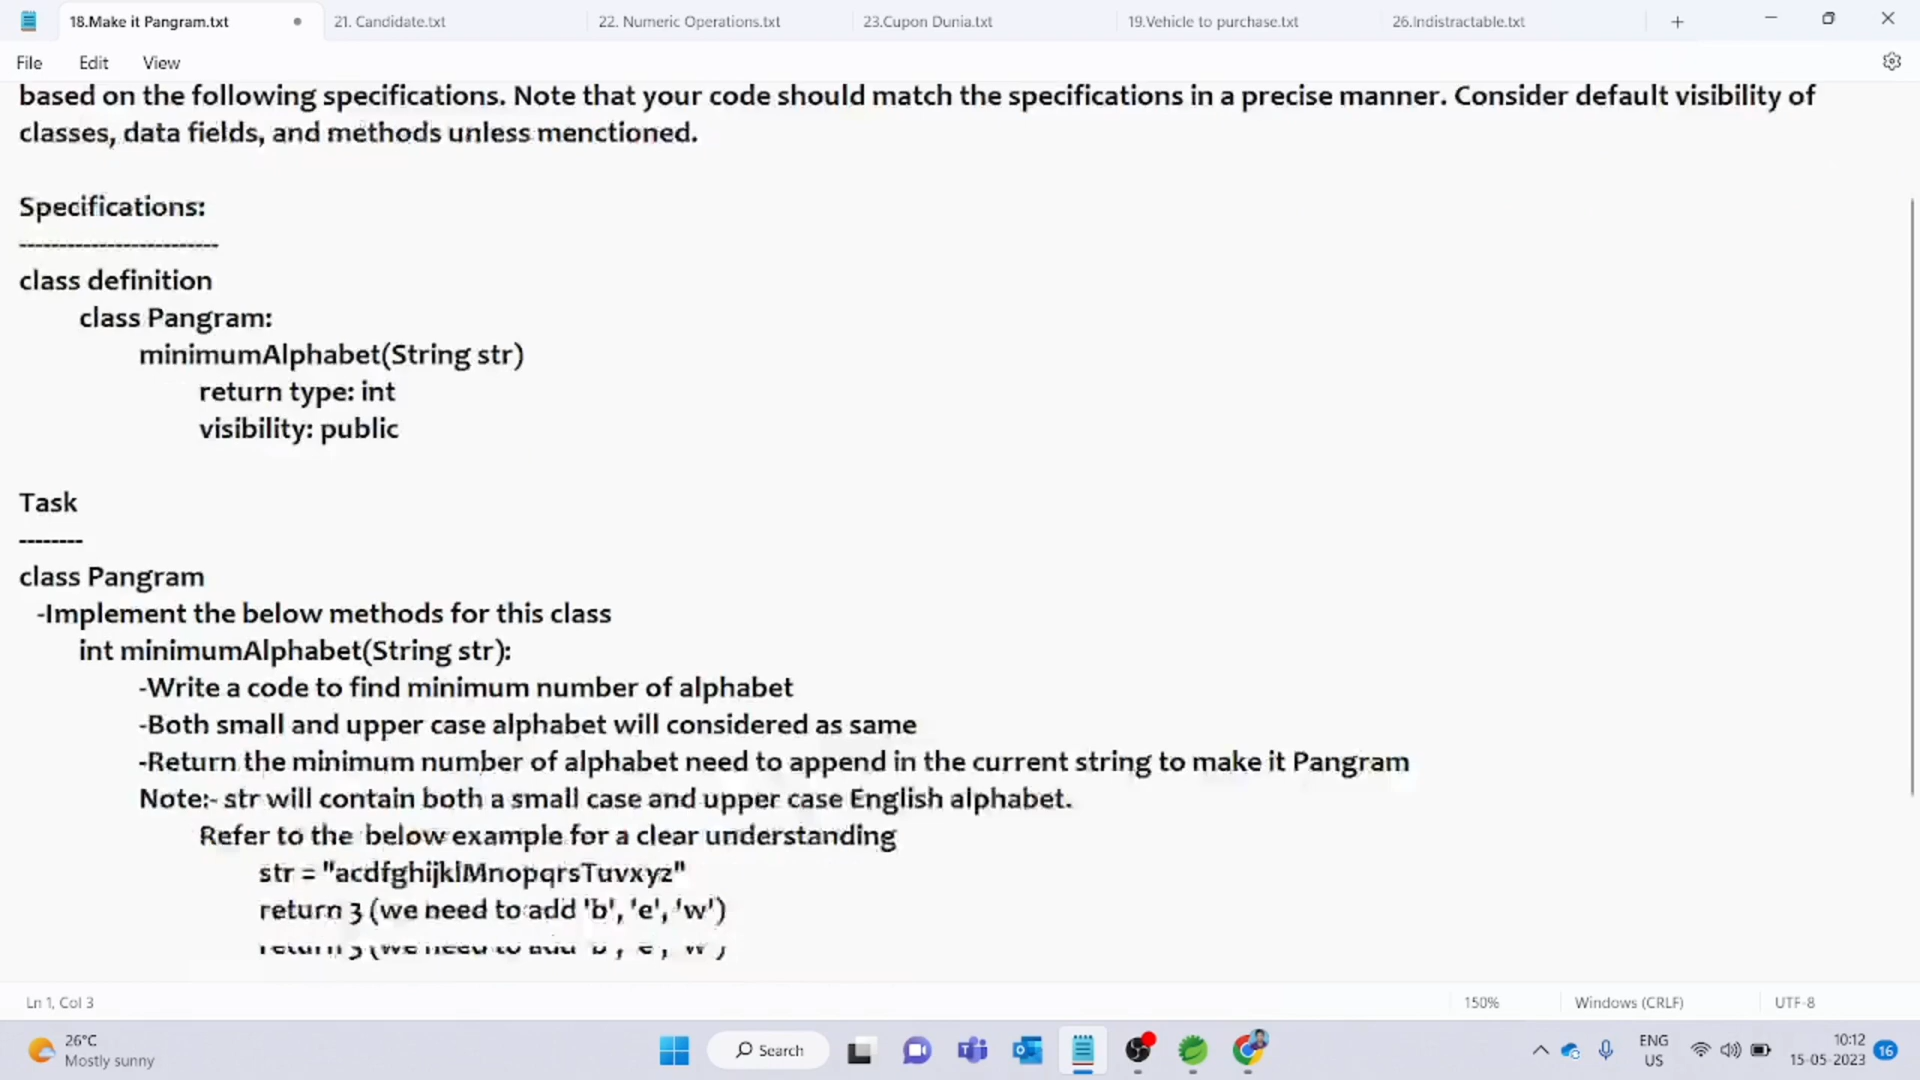 18.Make it Pangram.txt
21. Candidate.txt
22. Numeric Operations.txt
23.Cupon Dunia.txt
19.Vehicle to purchase.txt
26.Indistractable.txt
File
Edit
View
based on the following specifications. Note that your code should match the specifications in a precise manner. Consider default visibility of
classes, data fields, and methods unless menctioned.
Specifications:
-------------------------
class definition
class Pangram:
minimumAlphabet(String str)
return type: int
visibility: public
Task
--------
class Pangram
-Implement the below methods for this class
int minimumAlphabet(String str):
-Write a code to find minimum number of alphabet
-Both small and upper case alphabet will considered as same
-Return the minimum number of alphabet need to append in the current string to make it Pangram
Note:- str will contain both a small case and upper case English alphabet.
Refer to the below example for a clear understanding
str = "acdfghijklMnopqrsTuvxyz"
return 3 (we need to add 'b', 'e', 'w')
return 3 (we need to add 'b', 'e', 'w')
Ln 1, Col 3
150%
Windows (CRLF)
UTF-8
26°C
Mostly sunny
Search
ENG
US
10:12
15-05-2023
16